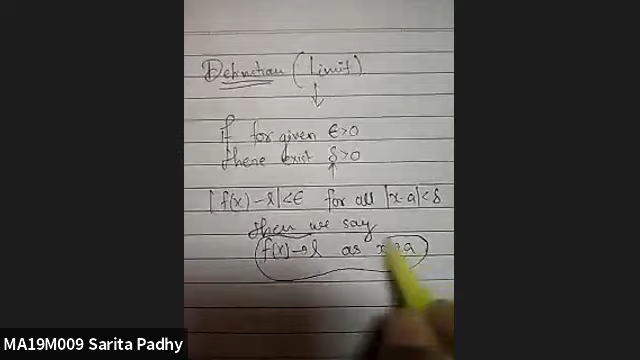 Definition (Limit)
↓
If for given ϵ>0
there exist δ>0
↑
|f(x)-l|<ϵ for all |x-a|<δ
then we say
f(x)→l as x→a
MA19M009 Sarita Padhy